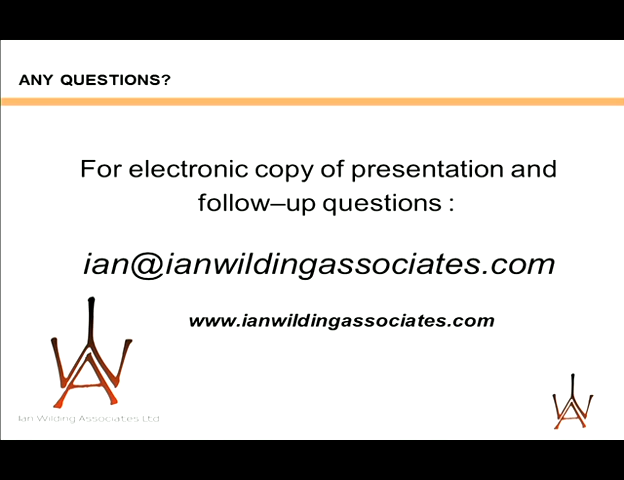 ANY QUESTIONS?
For electronic copy of presentation and
follow–up questions :
ian@ianwildingassociates.com
www.ianwildingassociates.com
Ian Wilding Associates Ltd